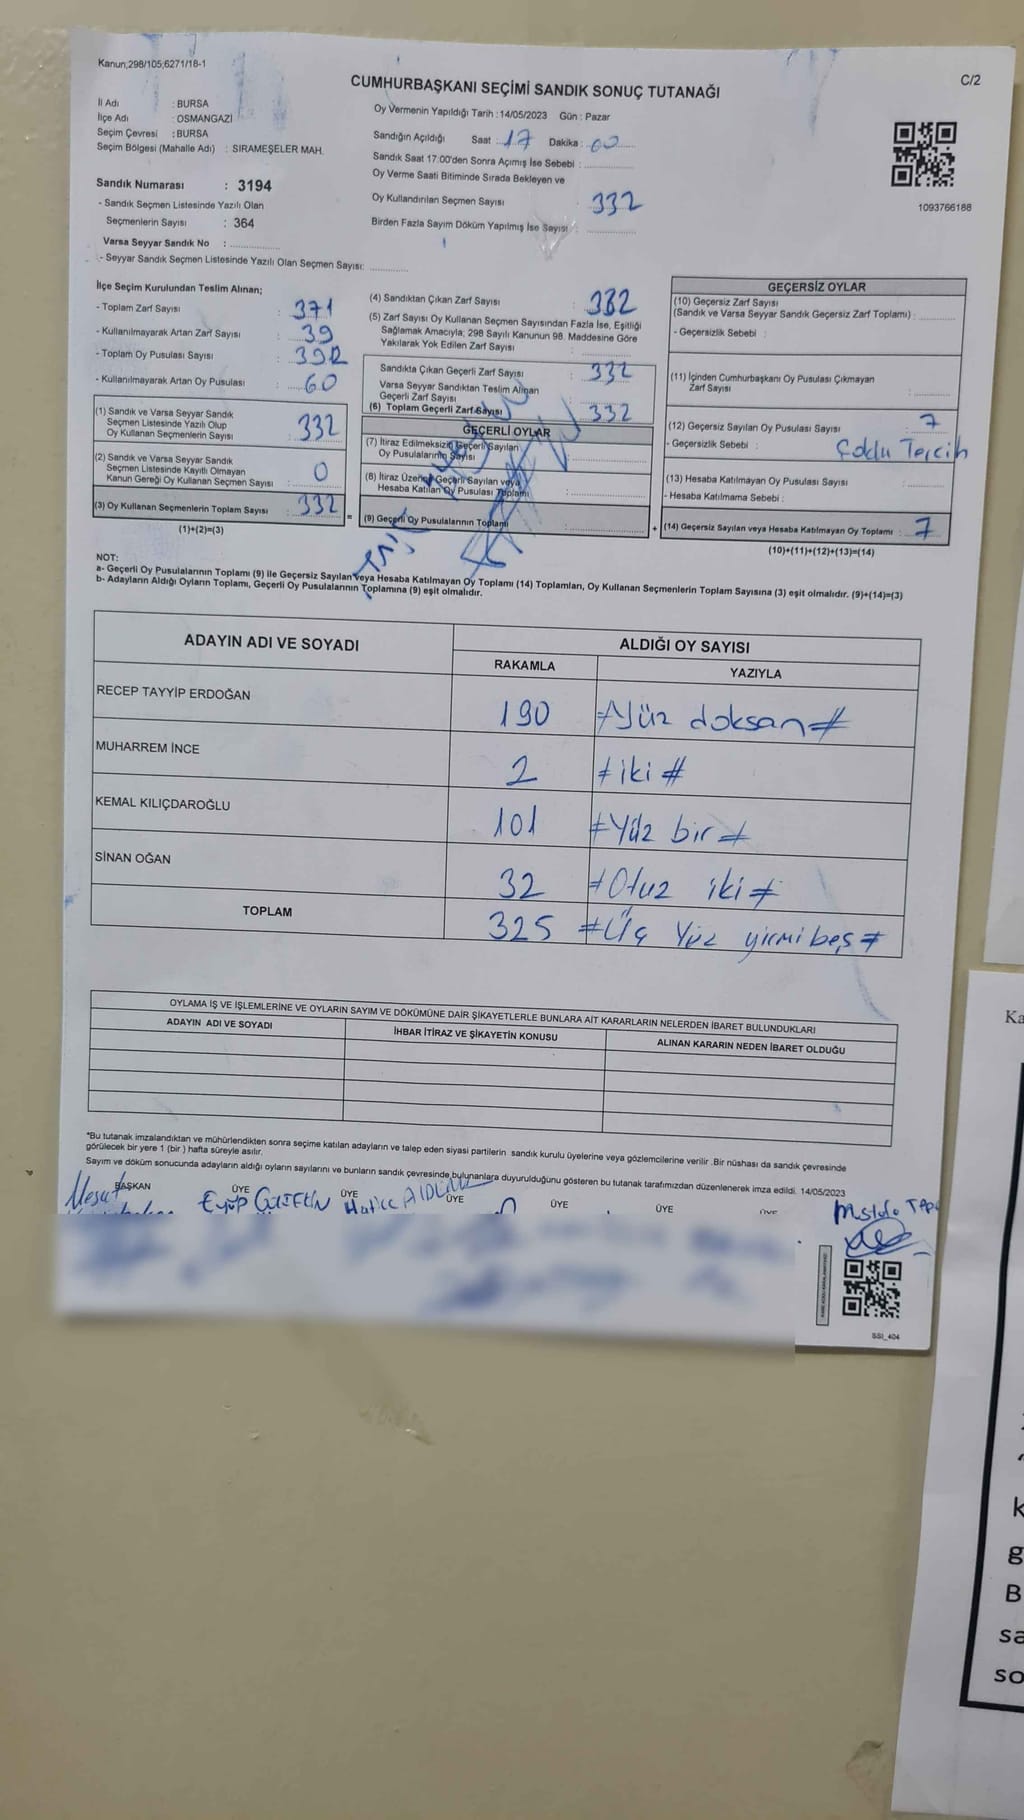 Kanun,298/105,6271/18-1
C/2
CUMHURBAŞKANI SEÇİMİ SANDIK SONUÇ TUTANAĞI
İl Adı : BURSA
İlçe Adı : OSMANGAZİ
Seçim Çevresi : BURSA
Seçim Bölgesi (Mahalle Adı) : SIRAMEŞELER MAH.
Oy Vermenin Yapıldığı Tarih : 14/05/2023 Gün : Pazar
Sandığın Açıldığı Saat : 17 Dakika : 00
Sandık Saat 17:00'den Sonra Açımış İse Sebebi :
Oy Verme Saati Bitiminde Sırada Bekleyen ve
Oy Kullandırılan Seçmen Sayısı : 332
Birden Fazla Sayım Döküm Yapılmış İse Sayısı :
1093766188
Sandık Numarası : 3194
- Sandık Seçmen Listesinde Yazılı Olan
Seçmenlerin Sayısı : 364
Varsa Seyyar Sandık No :
- Seyyar Sandık Seçmen Listesinde Yazılı Olan Seçmen Sayısı:
İlçe Seçim Kurulundan Teslim Alınan;
- Toplam Zarf Sayısı : 371
- Kullanılmayarak Artan Zarf Sayısı : 39
- Toplam Oy Pusulası Sayısı : 392
- Kullanılmayarak Artan Oy Pusulası : 60
(1) Sandık ve Varsa Seyyar Sandık
Seçmen Listesinde Yazılı Olup
Oy Kullanan Seçmenlerin Sayısı : 332
(2) Sandık ve Varsa Seyyar Sandık
Seçmen Listesinde Kayıtlı Olmayan
Kanun Gereği Oy Kullanan Seçmen Sayısı : 0
(3) Oy Kullanan Seçmenlerin Toplam Sayısı : 332
(1)+(2)=(3)
(4) Sandıktan Çıkan Zarf Sayısı : 332
(5) Zarf Sayısı Oy Kullanan Seçmen Sayısından Fazla İse, Eşitliği
Sağlamak Amacıyla; 298 Sayılı Kanunun 98. Maddesine Göre
Yakılarak Yok Edilen Zarf Sayısı :
Sandıkta Çıkan Geçerli Zarf Sayısı : 332
Varsa Seyyar Sandıktan Teslim Alınan
Geçerli Zarf Sayısı :
(6) Toplam Geçerli Zarf Sayısı : 332
GEÇERLİ OYLAR
(7) İtiraz Edilmeksizin Geçerli Sayılan
Oy Pusulalarının Sayısı :
(8) İtiraz Üzerine Geçerli Sayılan veya
Hesaba Katılan Oy Pusulası Toplamı :
= (9) Geçerli Oy Pusulalarının Toplamı : +
GEÇERSİZ OYLAR
(10) Geçersiz Zarf Sayısı
(Sandık ve Varsa Seyyar Sandık Geçersiz Zarf Toplamı) :
- Geçersizlik Sebebi :
(11) İçinden Cumhurbaşkanı Oy Pusulası Çıkmayan
Zarf Sayısı :
(12) Geçersiz Sayılan Oy Pusulası Sayısı : 7
- Geçersizlik Sebebi : Çoklu Tercih
(13) Hesaba Katılmayan Oy Pusulası Sayısı :
- Hesaba Katılmama Sebebi :
(14) Geçersiz Sayılan veya Hesaba Katılmayan Oy Toplamı : 7
(10)+(11)+(12)+(13)=(14)
NOT:
a- Geçerli Oy Pusulalarının Toplamı (9) ile Geçersiz Sayılan veya Hesaba Katılmayan Oy Toplamı (14) Toplamları, Oy Kullanan Seçmenlerin Toplam Sayısına (3) eşit olmalıdır. (9)+(14)=(3)
b- Adayların Aldığı Oyların Toplamı, Geçerli Oy Pusulalarının Toplamına (9) eşit olmalıdır.
ADAYIN ADI VE SOYADI ALDIĞI OY SAYISI
RAKAMLA YAZIYLA
RECEP TAYYİP ERDOĞAN 190 #Yüz doksan#
MUHARREM İNCE 2 #iki#
KEMAL KILIÇDAROĞLU 101 #Yüz bir#
SİNAN OĞAN 32 #Otuz iki#
TOPLAM 325 #Üç Yüz yirmi beş#
OYLAMA İŞ VE İŞLEMLERİNE VE OYLARIN SAYIM VE DÖKÜMÜNE DAİR ŞİKAYETLERLE BUNLARA AİT KARARLARIN NELERDEN İBARET BULUNDUKLARI
ADAYIN ADI VE SOYADI İHBAR İTİRAZ VE ŞİKAYETİN KONUSU ALINAN KARARIN NEDEN İBARET OLDUĞU
*Bu tutanak imzalandıktan ve mühürlendikten sonra seçime katılan adayların ve talep eden siyasi partilerin sandık kurulu üyelerine veya gözlemcilerine verilir .Bir nüshası da sandık çevresinde
görülecek bir yere 1 (bir ) hafta süreyle asılır.
Sayım ve döküm sonucunda adayların aldığı oyların sayılarını ve bunların sandık çevresinde bulunanlara duyurulduğunu gösteren bu tutanak tarafımızdan düzenlenerek imza edildi. 14/05/2023
BAŞKAN ÜYE ÜYE ÜYE ÜYE ÜYE ÜYE
Mesut Eyüp Hatice AIDIN
SSI_404
Ka
k
g
B
sa
so